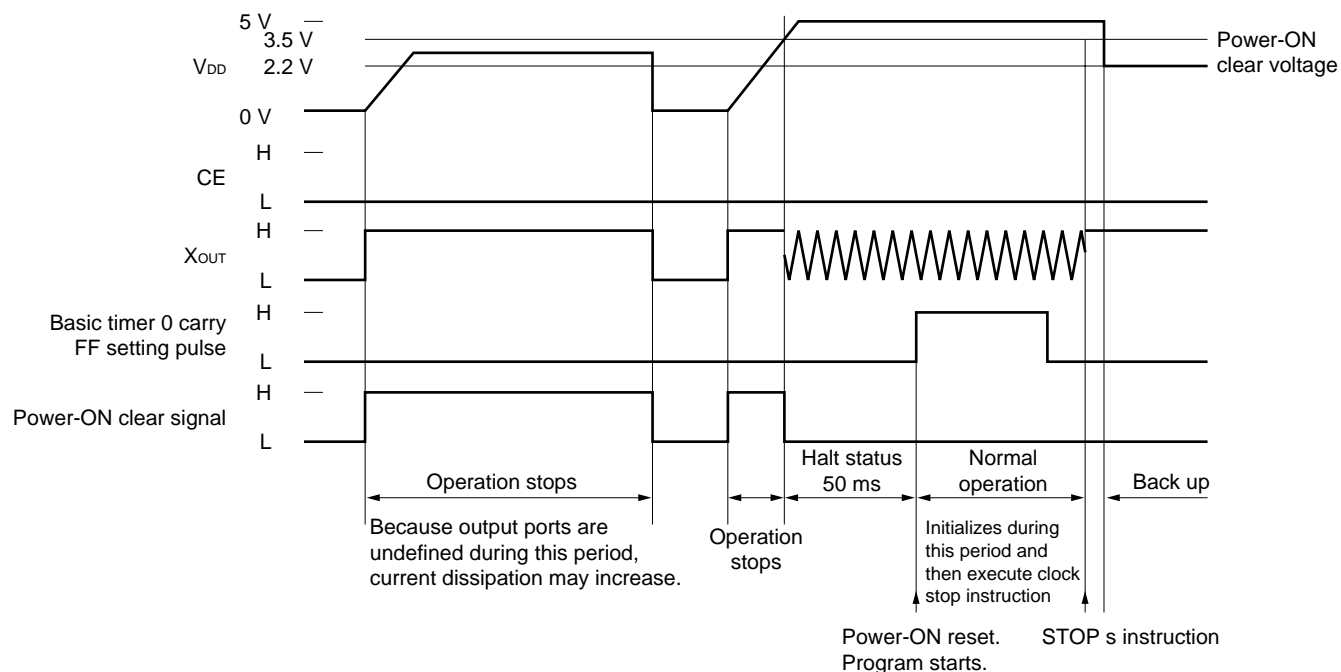 5 V
3.5 V
Power-ON
clear voltage
VDD
2.2 V
0 V
H
CE
L
H
XOUT
L
Basic timer 0 carry
FF setting pulse
H
L
H
Power-ON clear signal
L
Operation stops
Because output ports are
undefined during this period,
current dissipation may increase.
Operation
stops
Halt status
50 ms
Normal
operation
Initializes during
this period and
then execute clock
stop instruction
Back up
Power-ON reset.
Program starts.
STOP s instruction